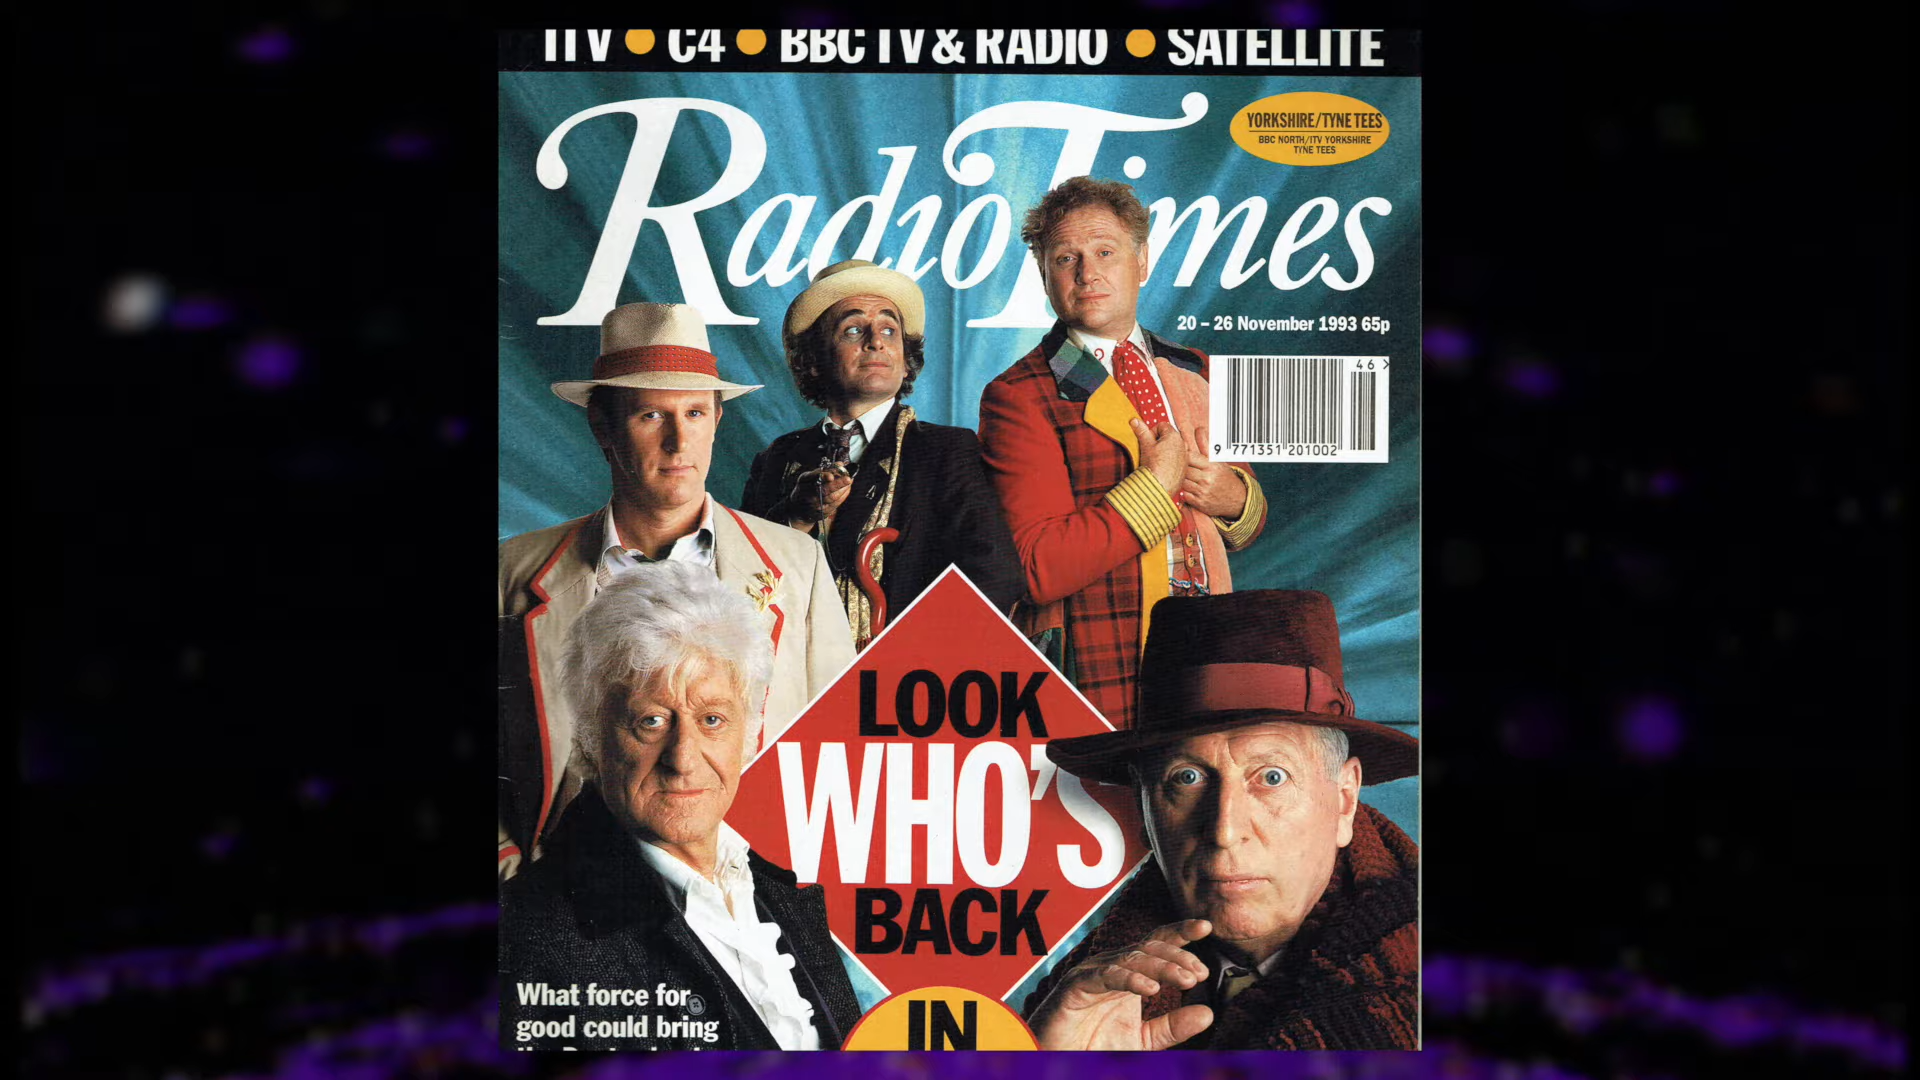 ITV • C4 • BBC TV & RADIO • SATELLITE
Radio Times
YORKSHIRE/TYNE TEES
BBC NORTH/ITV YORKSHIRE
TYNE TEES
20 – 26 November 1993 65p
46 >
9 771351 201002
LOOK
WHO'S
BACK
IN
What force for
good could bring